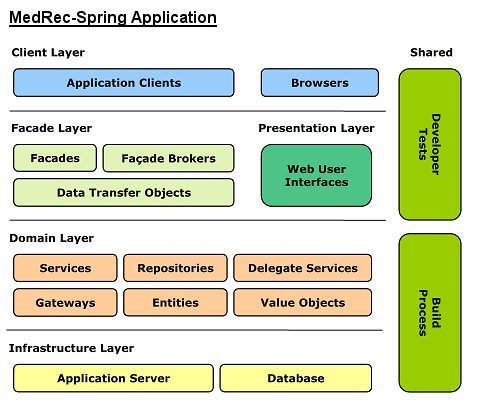 MedRec-Spring Application
Client Layer
Shared
Application Clients
Browsers
Developer
Tests
Facade Layer
Presentation Layer
Facades
Façade Brokers
Web User
Interfaces
Data Transfer Objects
Domain Layer
Services
Repositories
Delegate Services
Gateways
Entities
Value Objects
Build
Process
Infrastructure Layer
Application Server
Database